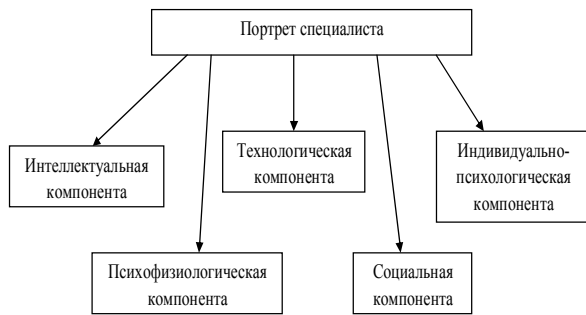 Портрет специалиста
Интеллектуальная
компонента
Технологическая
компонента
Индивидуально-
психологическая
компонента
Психофизиологическая
компонента
Социальная
компонента